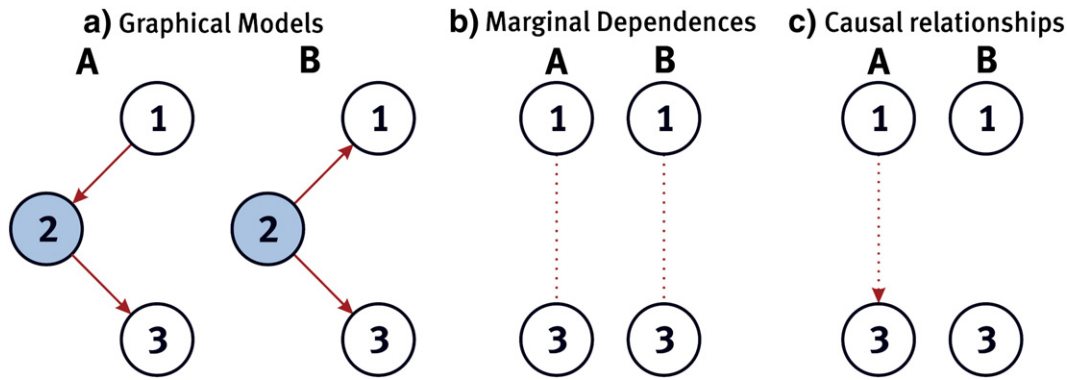 a) Graphical Models b) Marginal Dependences c) Causal relationships
A B A B A B
1 1 1 1 1 1
2 2
3 3 3 3 3 3